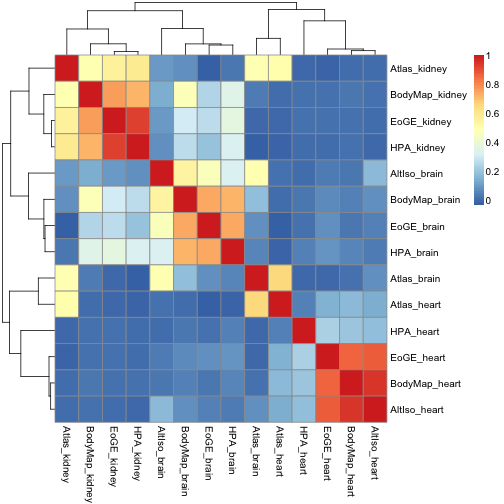 Atlas_kidney
BodyMap_kidney
EoGE_kidney
HPA_kidney
AltIso_brain
BodyMap_brain
EoGE_brain
HPA_brain
Atlas_brain
Atlas_heart
HPA_heart
EoGE_heart
BodyMap_heart
AltIso_heart
1
0.8
0.6
0.4
0.2
0
Atlas_kidney
BodyMap_kidney
EoGE_kidney
HPA_kidney
AltIso_brain
BodyMap_brain
EoGE_brain
HPA_brain
Atlas_brain
Atlas_heart
HPA_heart
EoGE_heart
BodyMap_heart
AltIso_heart